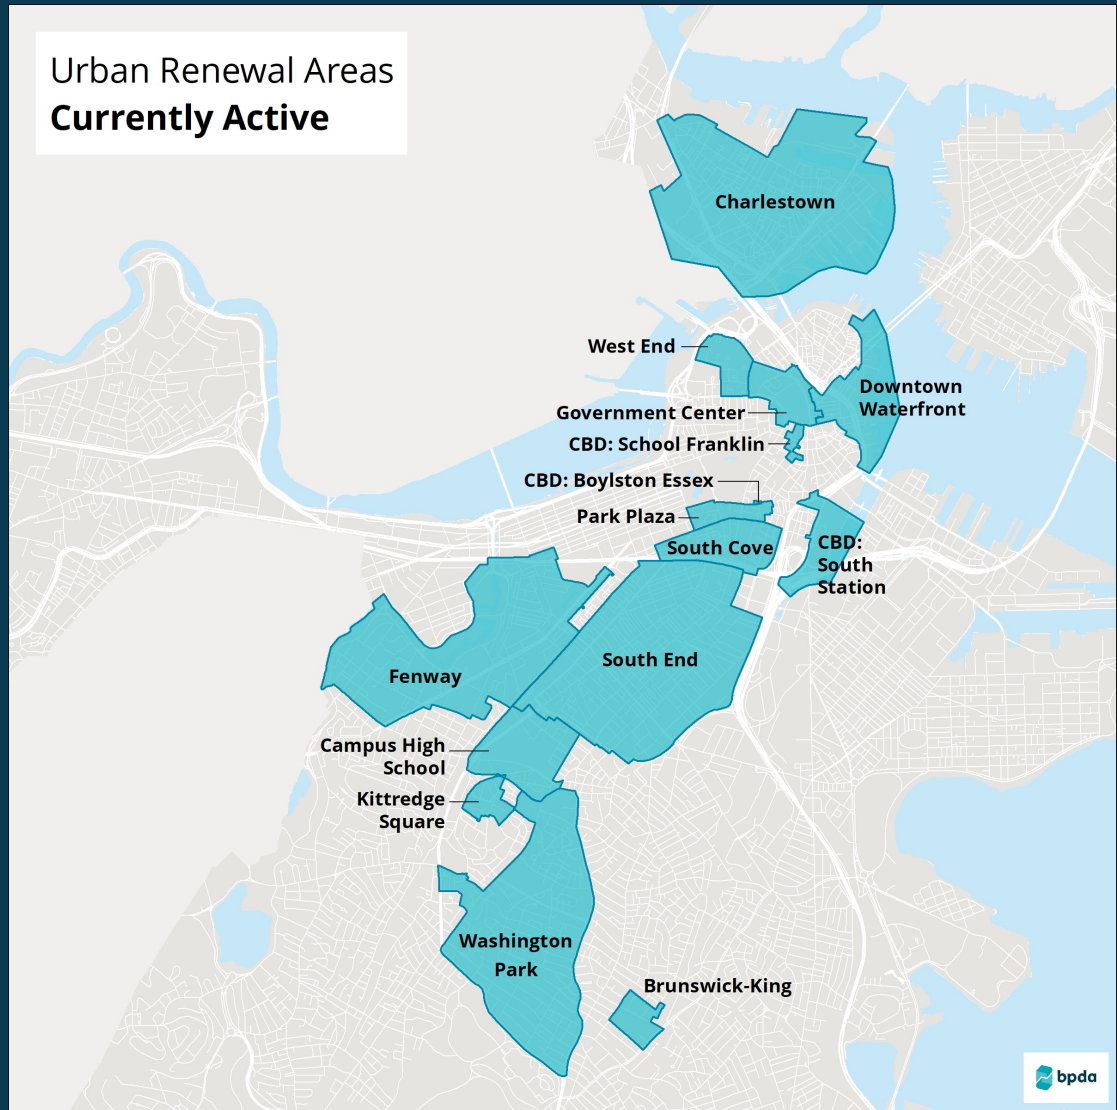 Urban Renewal Areas
Currently Active
Charlestown
West End
Downtown
Waterfront
Government Center
CBD: School Franklin
CBD: Boylston Essex
Park Plaza
South Cove
CBD:
South
Station
South End
Fenway
Campus High
School
Kittredge
Square
Washington
Park
Brunswick-King
bpda